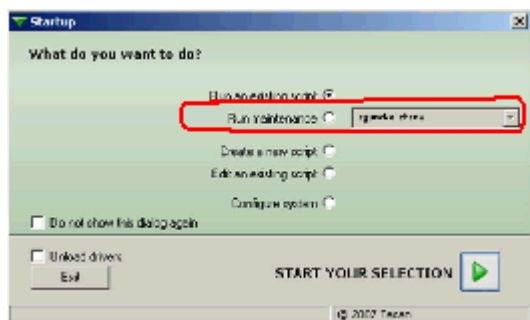 Startup
What do you want to do?
Run an existing script
Run maintenance
Create a new script
Edit an existing script
Configure system
Do not show this dialog again
Unload drivers
Exit
START YOUR SELECTION
© 2007 Tecan